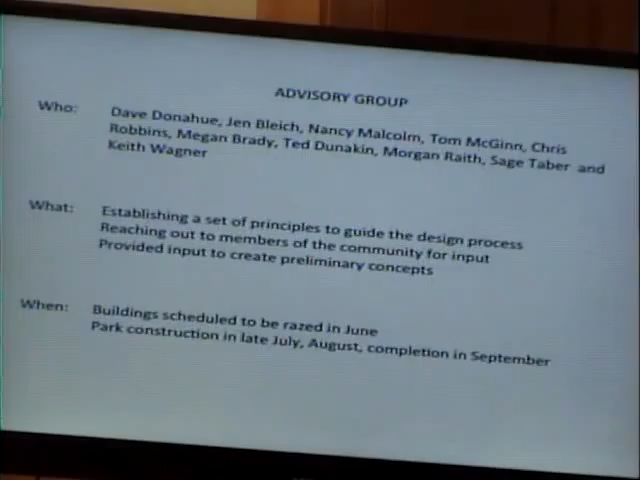 ADVISORY GROUP
Who: Dave Donahue, Jen Bleich, Nancy Malcolm, Tom McGinn, Chris
Robbins, Megan Brady, Ted Dunakin, Morgan Raith, Sage Taber and
Keith Wagner
What: Establishing a set of principles to guide the design process
Reaching out to members of the community for input
Provided input to create preliminary concepts
When: Buildings scheduled to be razed in June
Park construction in late July, August, completion in September